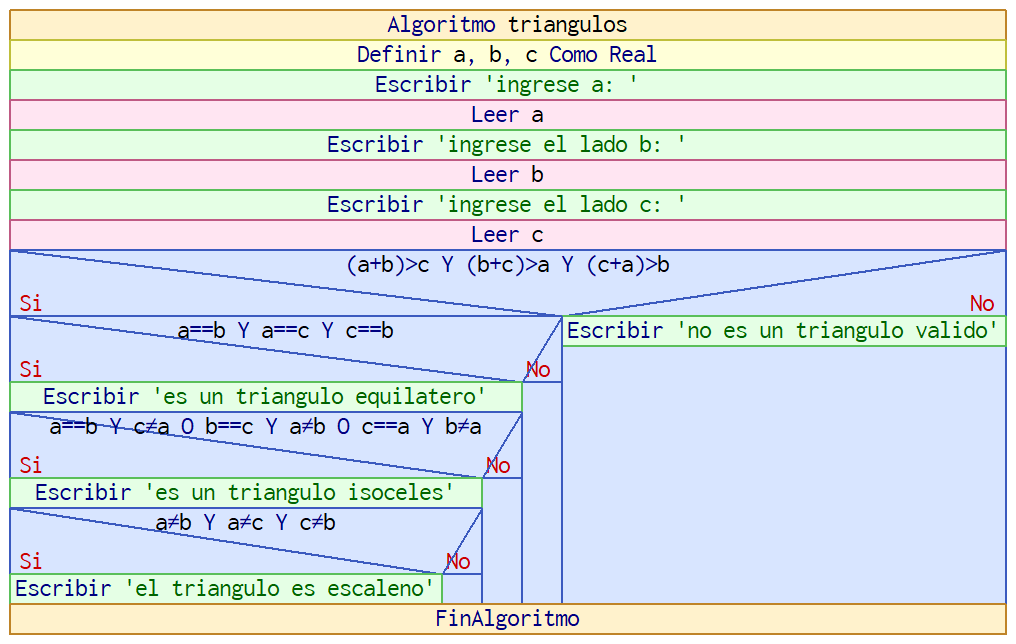 Algoritmo triangulos
Definir a, b, c Como Real
Escribir 'ingrese a: '
Leer a
Escribir 'ingrese el lado b: '
Leer b
Escribir 'ingrese el lado c: '
Leer c
(a+b)>c Y (b+c)>a Y (c+a)>b
Si No
a==b Y a==c Y c==b
Escribir 'no es un triangulo valido'
Si No
Escribir 'es un triangulo equilatero'
a==b Y c≠a O b==c Y a≠b O c==a Y b≠a
Si No
Escribir 'es un triangulo isoceles'
a≠b Y a≠c Y c≠b
Si No
Escribir 'el triangulo es escaleno'
FinAlgoritmo